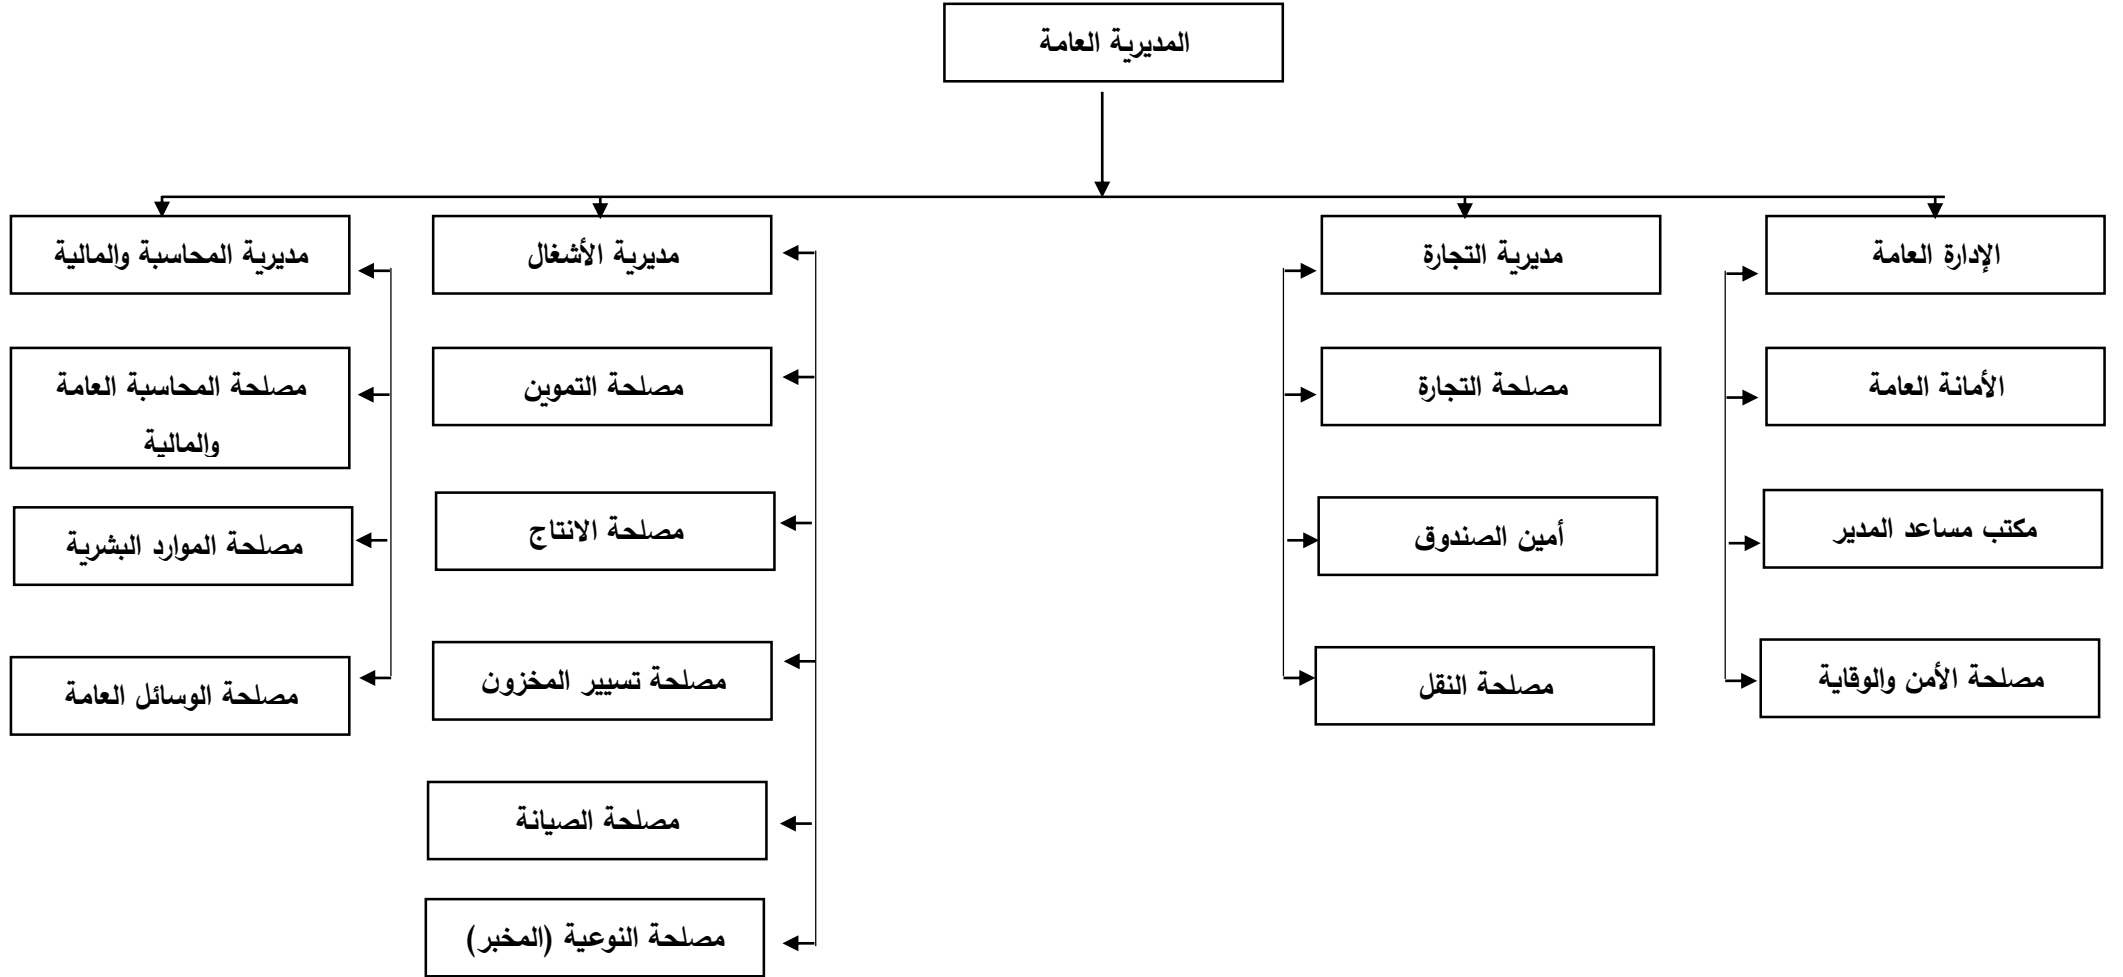 المديرية العامة
الإدارة العامة
مديرية التجارة
مديرية الأشغال
مديرية المحاسبة والمالية
الأمانة العامة
مصلحة التجارة
مصلحة التموين
مصلحة المحاسبة العامة
والمالية
مكتب مساعد المدير
أمين الصندوق
مصلحة الانتاج
مصلحة الموارد البشرية
مصلحة الأمن والوقاية
مصلحة النقل
مصلحة تسيير المخزون
مصلحة الوسائل العامة
مصلحة الصيانة
مصلحة النوعية (المخبر)